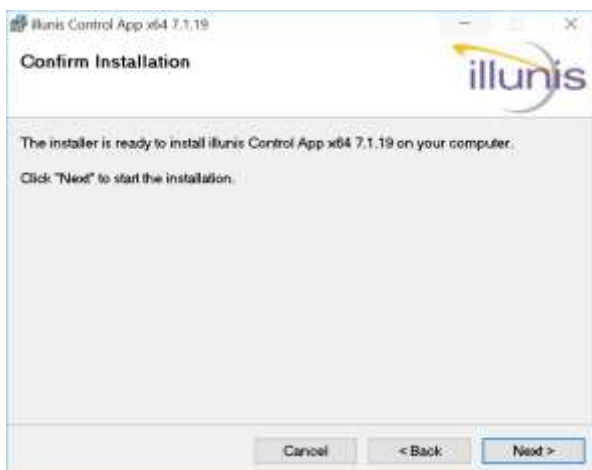 illunis Control App x64 7.1.19
Confirm Installation
illunis
The installer is ready to install illunis Control App x64 7.1.19 on your computer.
Click "Next" to start the installation.
Cancel
< Back
Next >